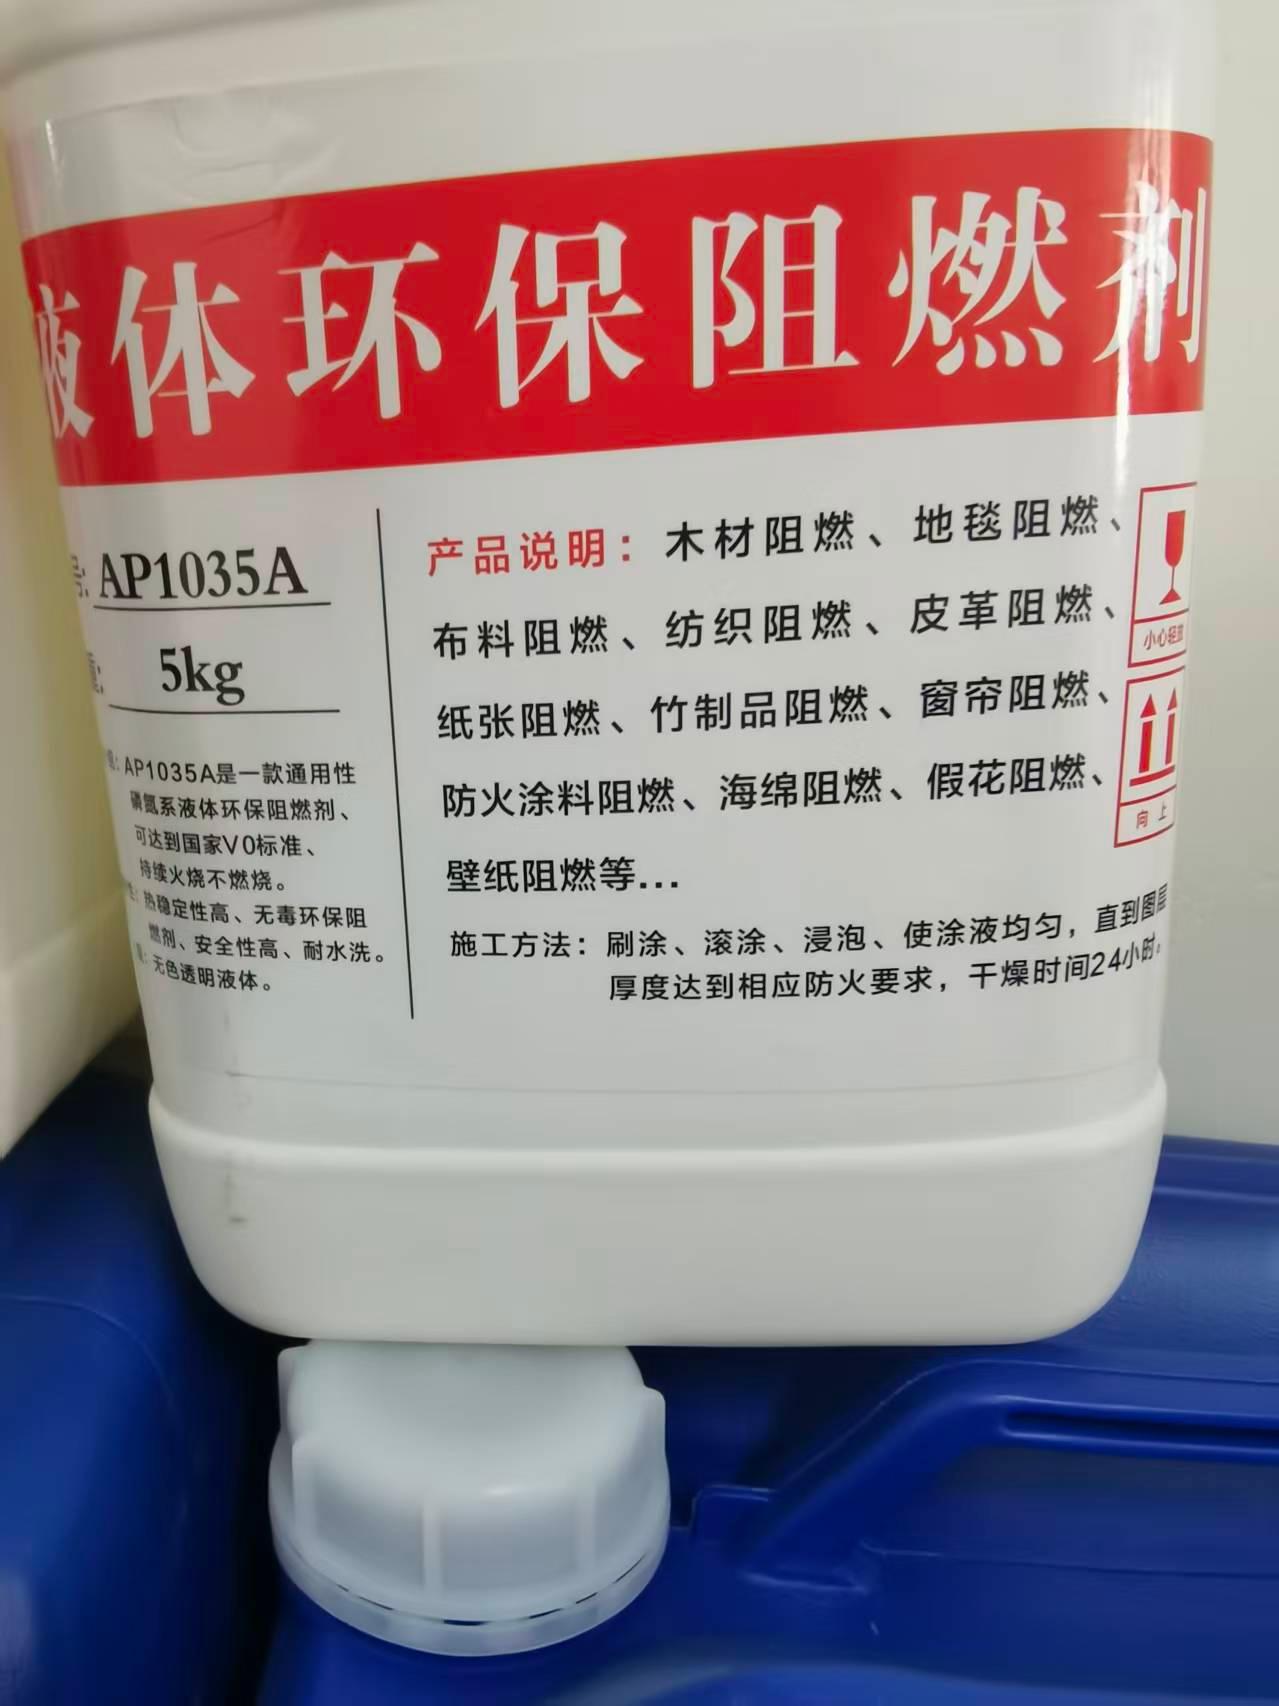 液体环保阻燃剂
号: AP1035A
重: 5kg
产品说明：木材阻燃、地毯阻燃、
布料阻燃、纺织阻燃、皮革阻燃、
纸张阻燃、竹制品阻燃、窗帘阻燃、
防火涂料阻燃、海绵阻燃、假花阻燃、
壁纸阻燃等...
施工方法：刷涂、滚涂、浸泡、使涂液均匀，直到图层
厚度达到相应防火要求，干燥时间24小时。
AP1035A是一款通用性
磷氮系液体环保阻燃剂、
可达到国家V0标准、
持续火烧不燃烧。
性：热稳定性高、无毒环保阻
燃剂、安全性高、耐水洗。
无色透明液体。
小心轻放
向上